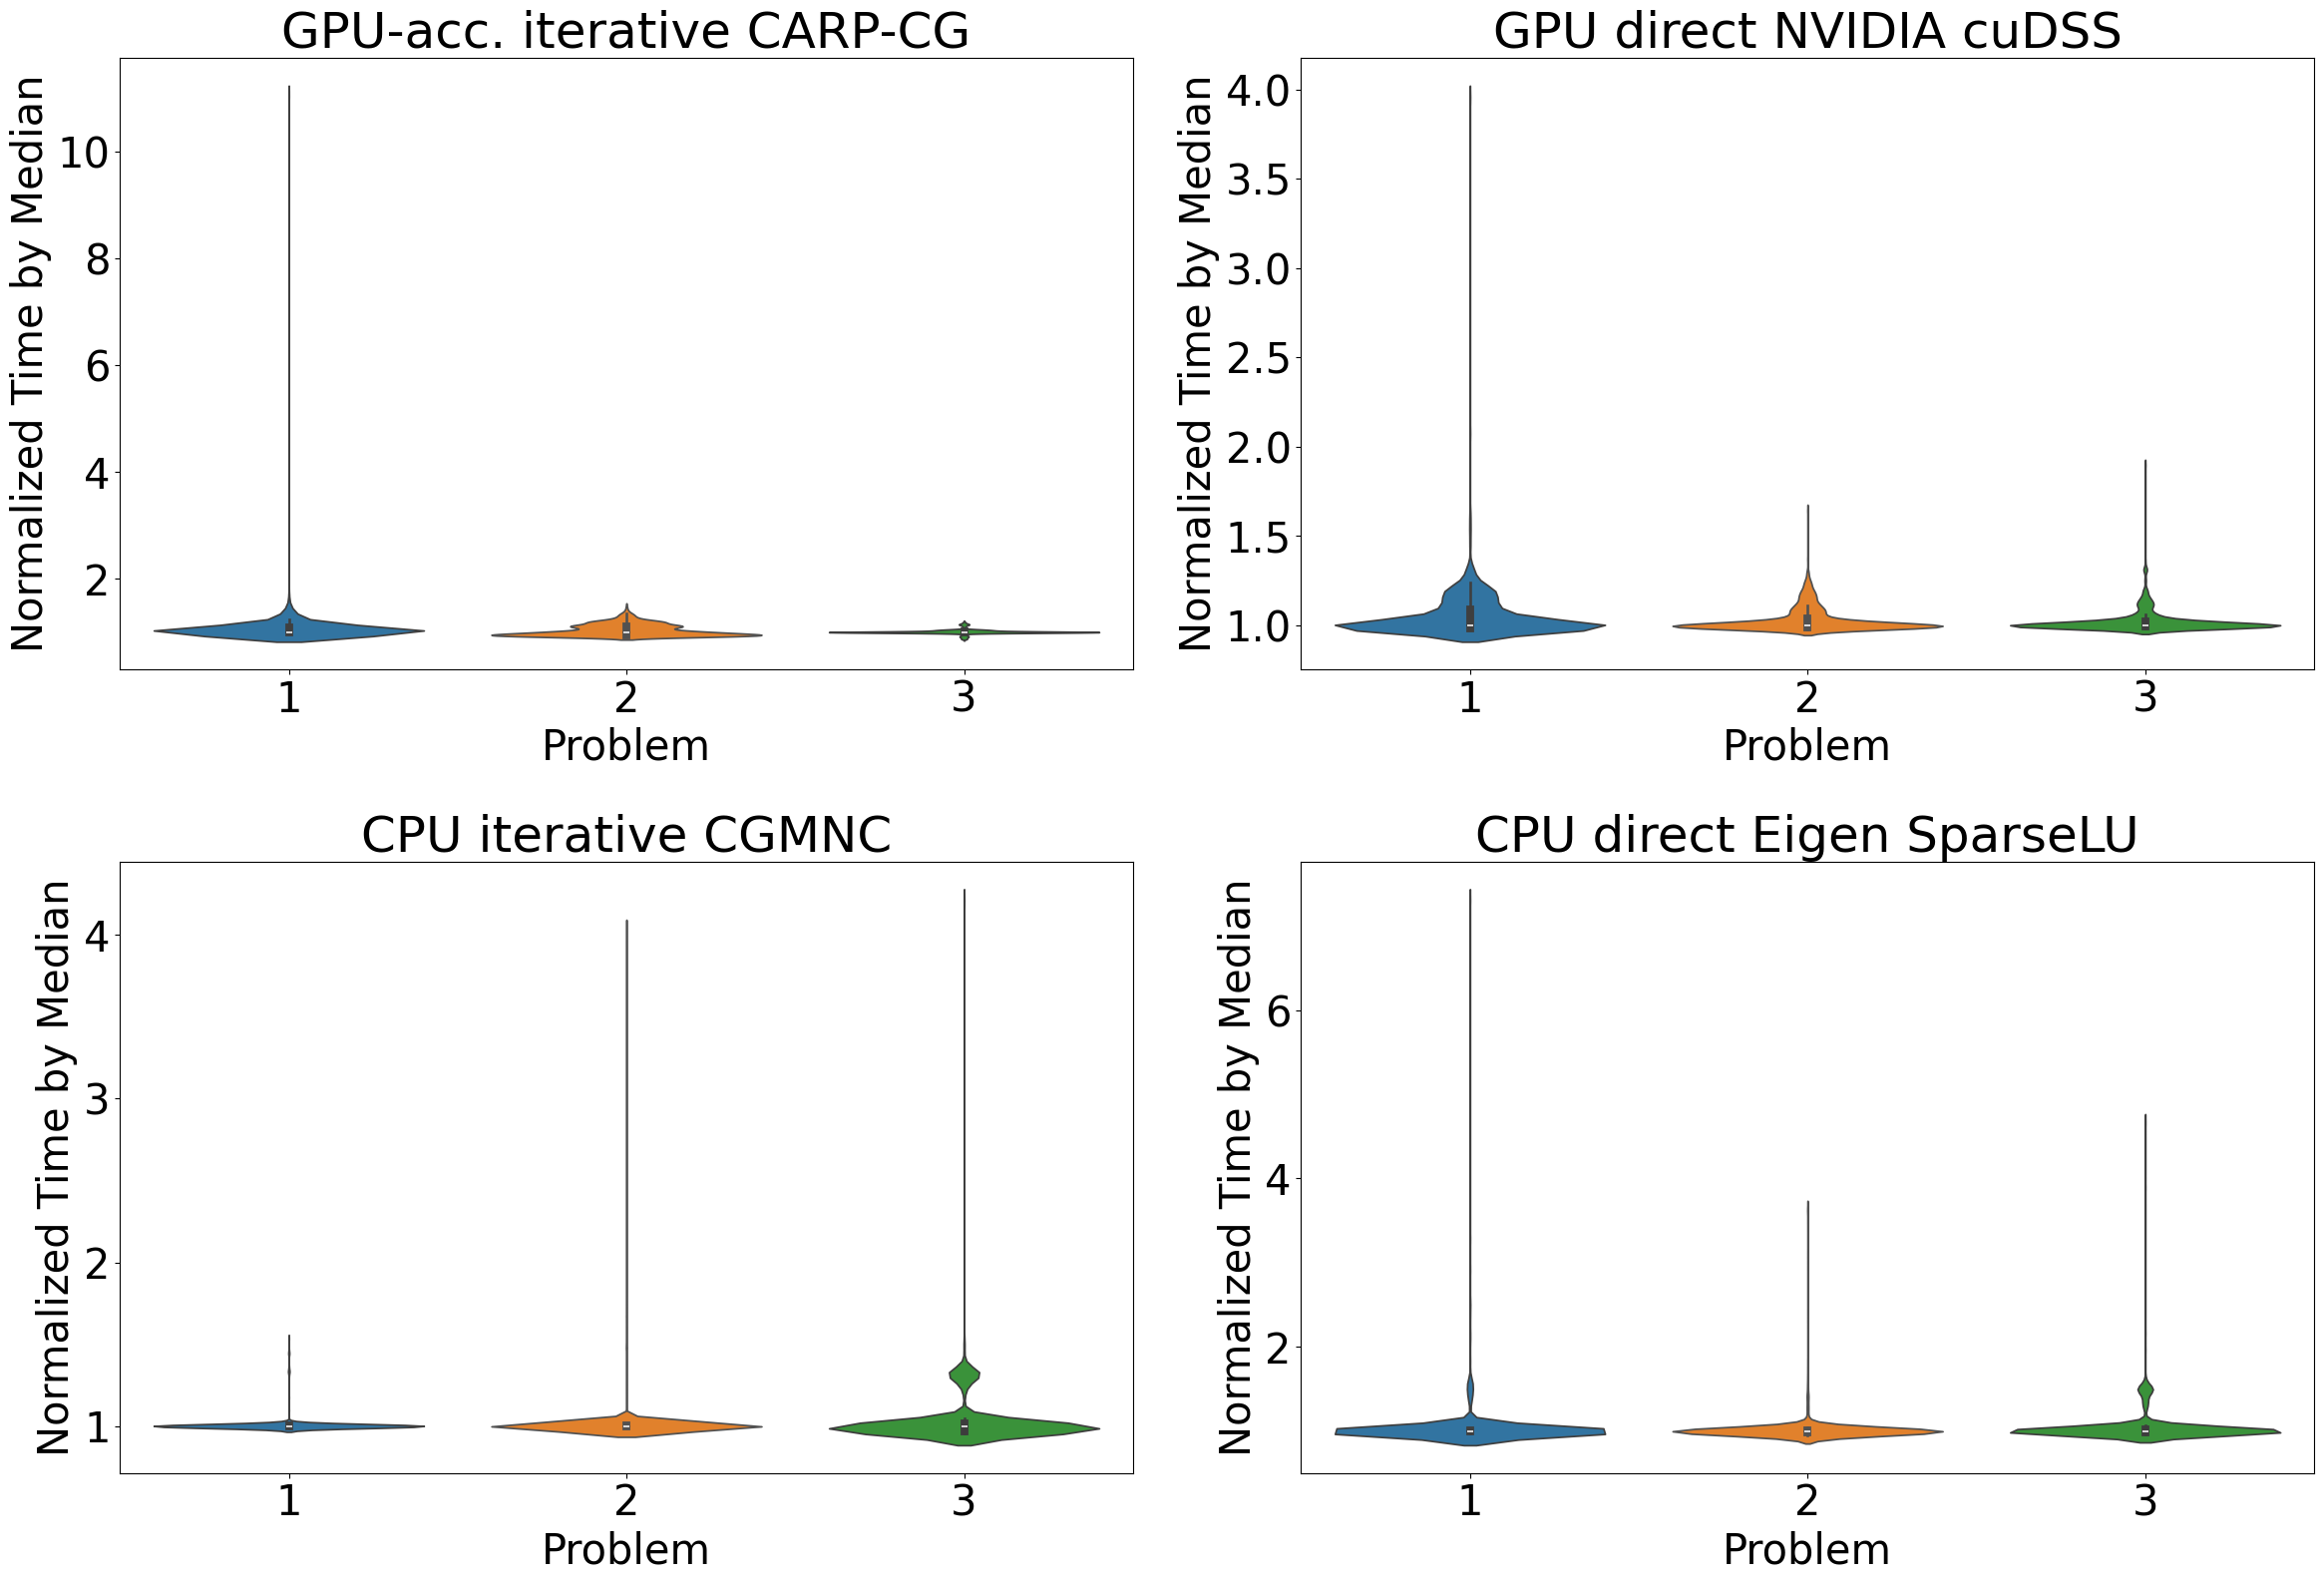 GPU-acc. iterative CARP-CG
Normalized Time by Median
10
8
6
4
2
1 2 3
Problem
GPU direct NVIDIA cuDSS
Normalized Time by Median
4.0
3.5
3.0
2.5
2.0
1.5
1.0
1 2 3
Problem
CPU iterative CGMNC
Normalized Time by Median
4
3
2
1
1 2 3
Problem
CPU direct Eigen SparseLU
Normalized Time by Median
6
4
2
1 2 3
Problem